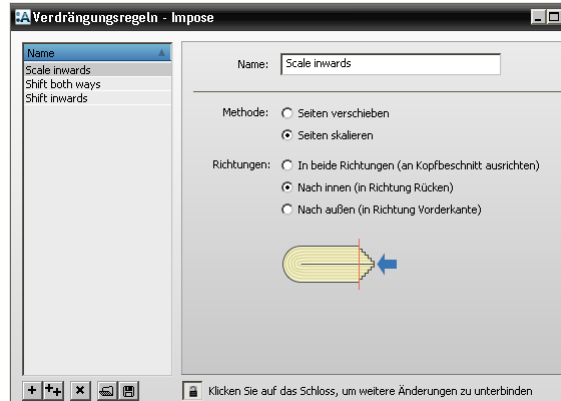 :A Verdrängungsregeln - Impose
Name
Scale inwards
Shift both ways
Shift inwards
Name: Scale inwards
Methode: Seiten verschieben
Seiten skalieren
Richtungen: In beide Richtungen (an Kopfbeschnitt ausrichten)
Nach innen (in Richtung Rücken)
Nach außen (in Richtung Vorderkante)
Klicken Sie auf das Schloss, um weitere Änderungen zu unterbinden